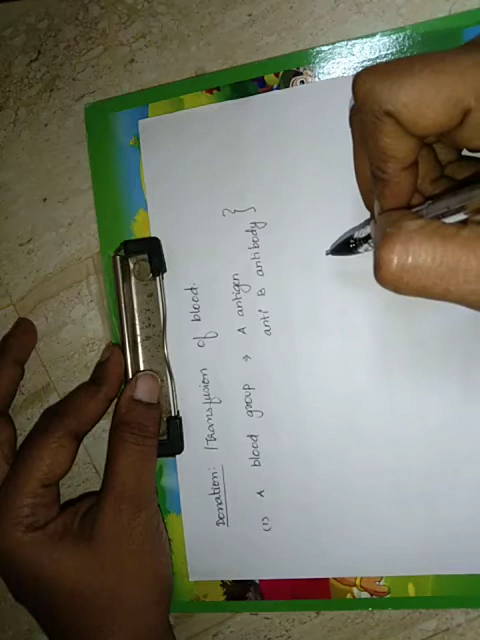 Donation: / Transfusion of blood.
(1) A blood group → A antigen }
anti B antibody }